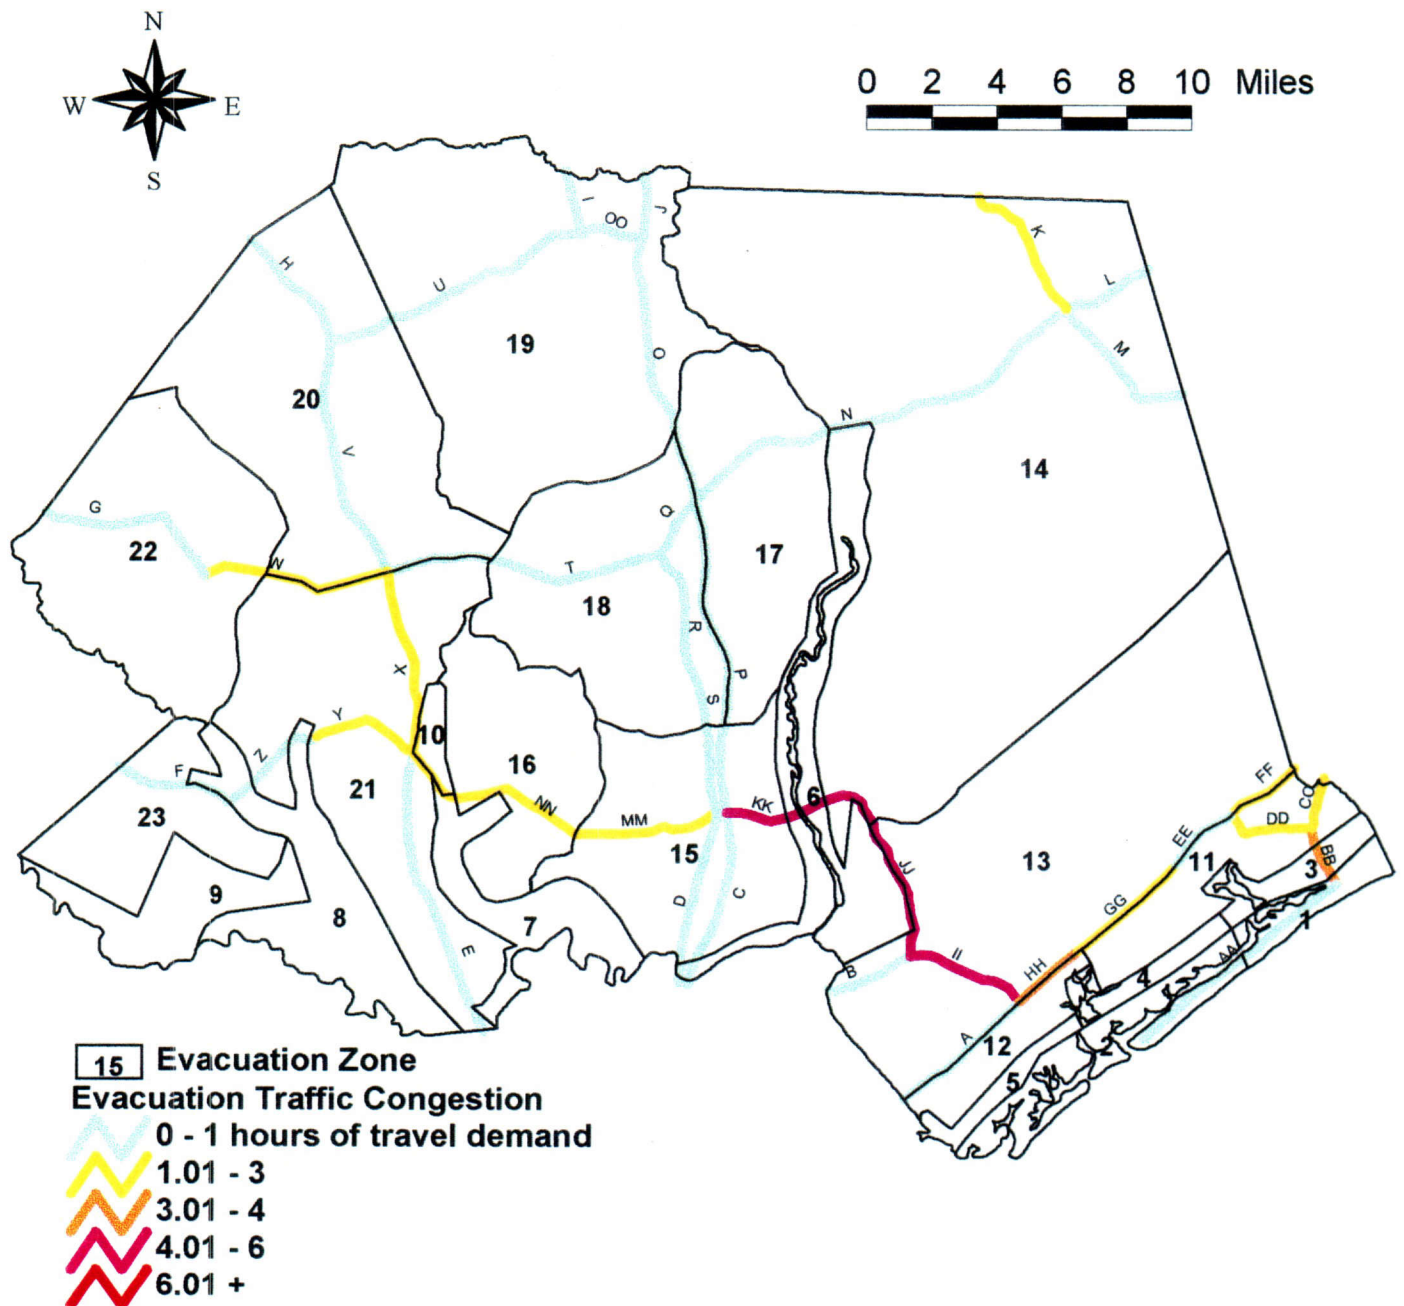 N
W E
S
0 2 4 6 8 10 Miles
I
OO
J
K
H
U
L
19
O
M
20
N
V
14
G
Q
22
W
17
T
18
R
X
P
S
Y
10
Z
16
FF
F
21
CC
6
KK
NN
DD
23
MM
EE
15
11
JJ
BB
3
13
9
D
C
GG
8
7
1
E
II
AA
B
HH
4
A
12
2
5
15 Evacuation Zone
Evacuation Traffic Congestion
0 - 1 hours of travel demand
1.01 - 3
3.01 - 4
4.01 - 6
6.01 +